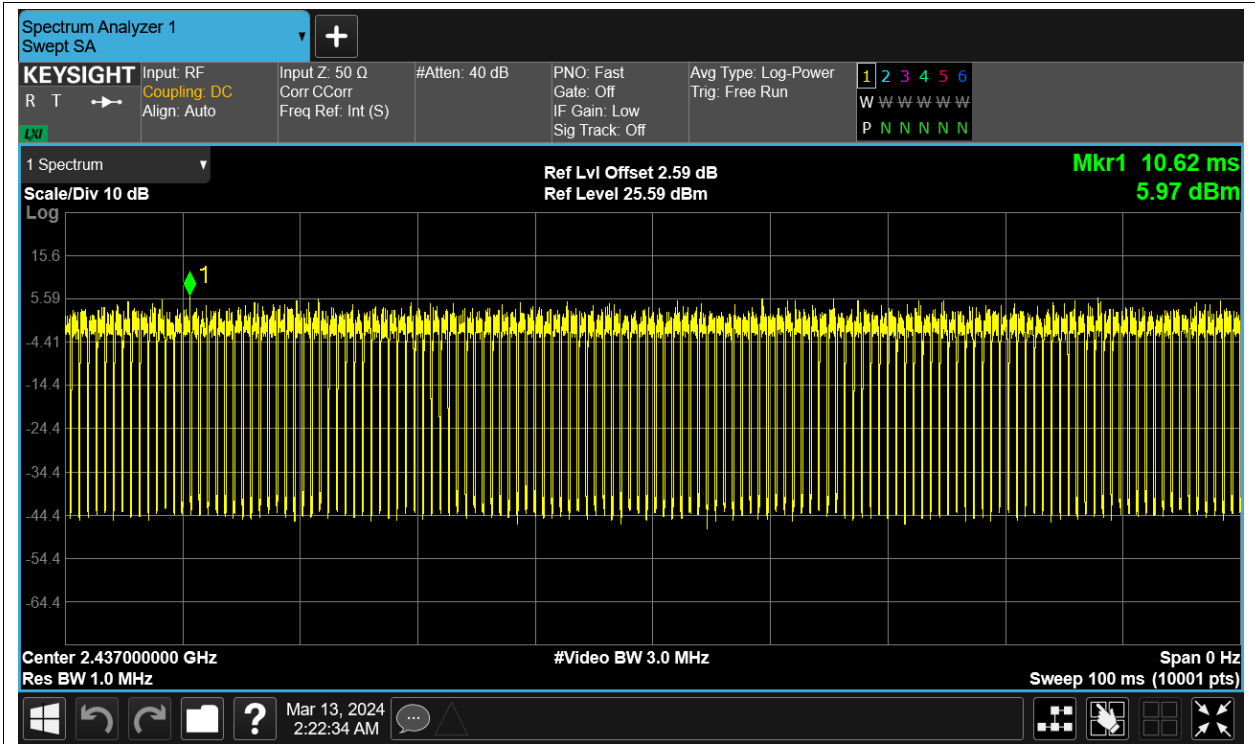 Spectrum Analyzer 1
Swept SA
KEYSIGHT
R T
LXI
Input: RF
Coupling: DC
Align: Auto
Input Z: 50 Ω
Corr CCorr
Freq Ref: Int (S)
#Atten: 40 dB
PNO: Fast
Gate: Off
IF Gain: Low
Sig Track: Off
Avg Type: Log-Power
Trig: Free Run
1 2 3 4 5 6
W W W W W W
P N N N N N
1 Spectrum
Scale/Div 10 dB
Ref Lvl Offset 2.59 dB
Ref Level 25.59 dBm
Mkr1 10.62 ms
5.97 dBm
Log
15.6
5.59
-4.41
-14.4
-24.4
-34.4
-44.4
-54.4
-64.4
1
Center 2.437000000 GHz
Res BW 1.0 MHz
#Video BW 3.0 MHz
Span 0 Hz
Sweep 100 ms (10001 pts)
?
Mar 13, 2024
2:22:34 AM